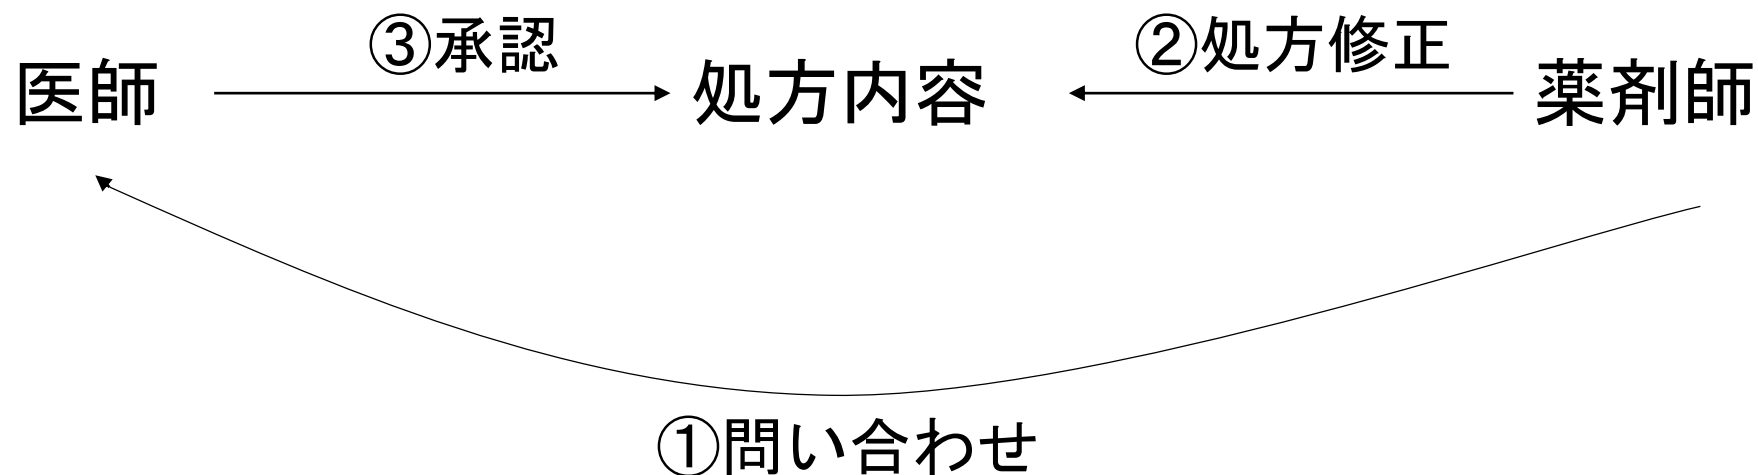 ③承認
②処方修正
医師
処方内容
薬剤師
①問い合わせ